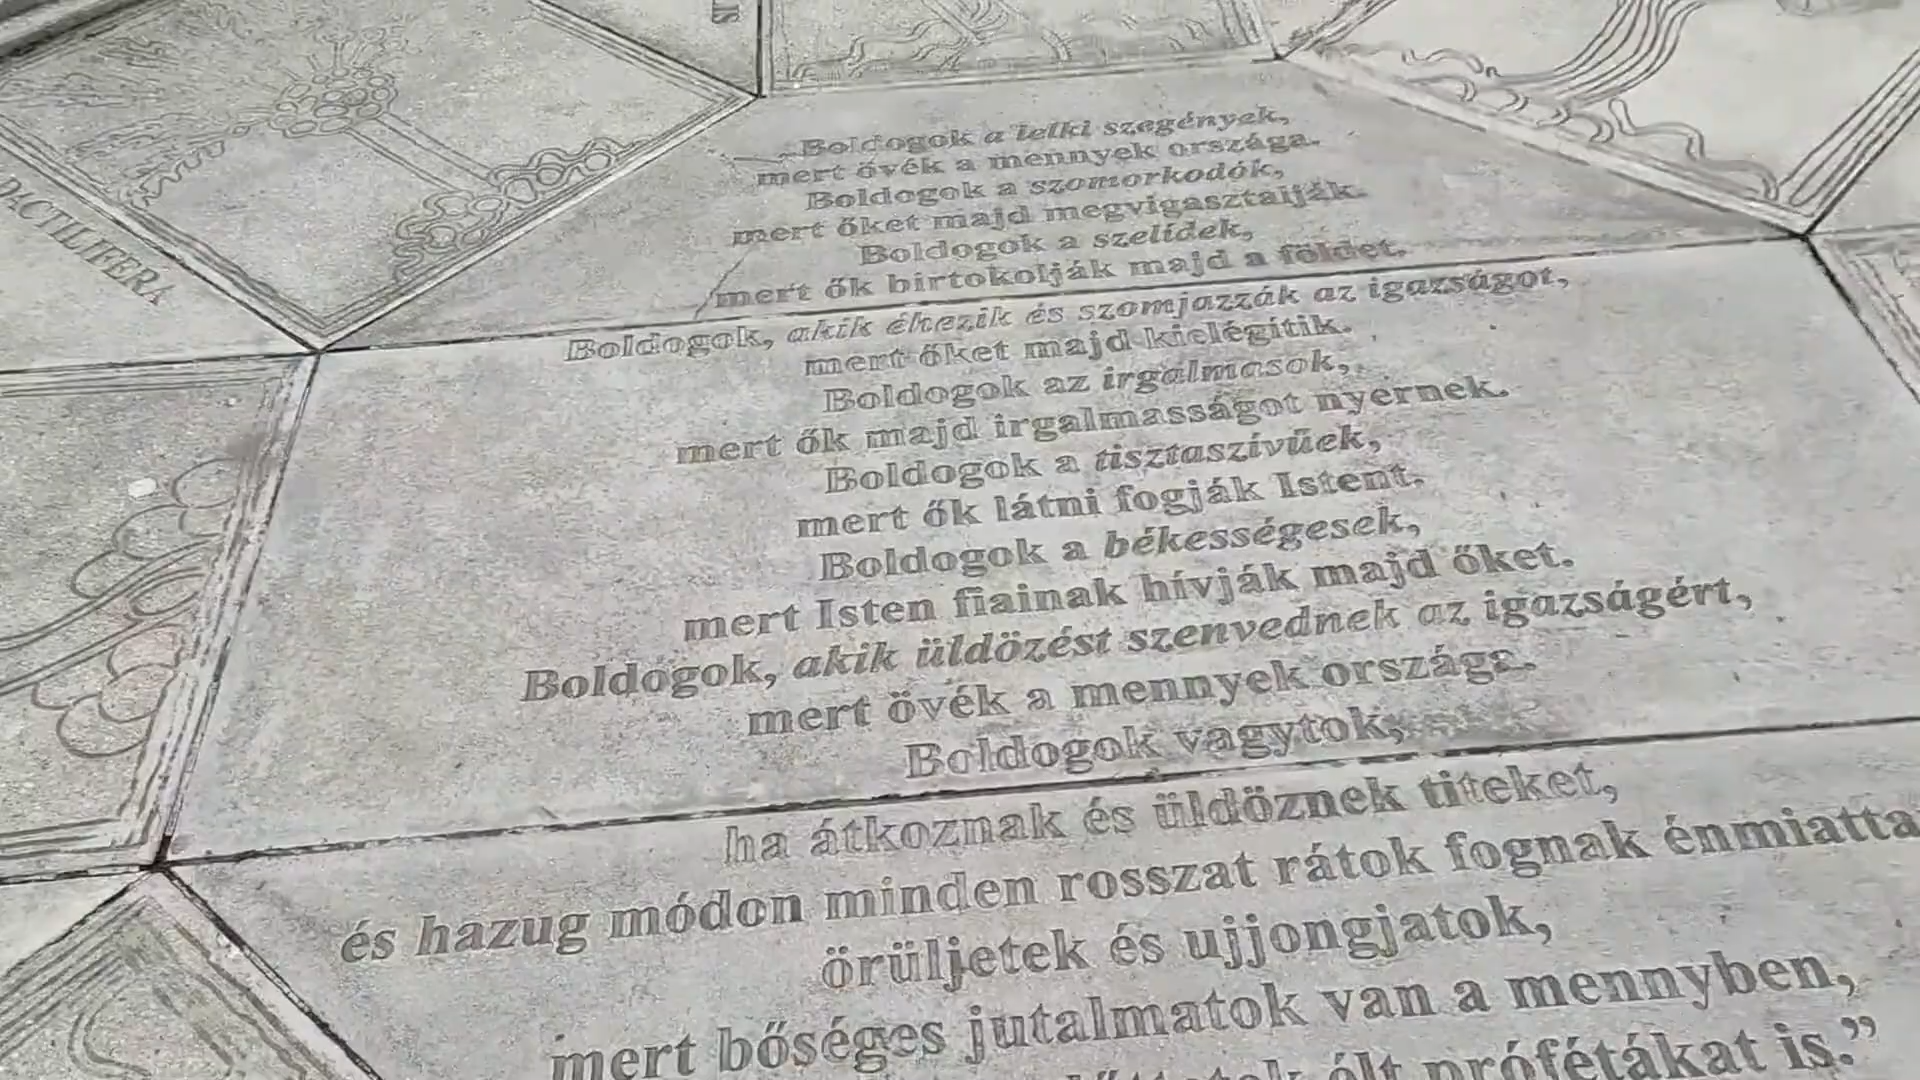 IS
DACTILIFERA
Boldogok a lelki szegények,
mert övék a mennyek országa.
Boldogok a szomorkodók,
mert őket majd megvigasztalják.
Boldogok a szelídek,
mert ők birtokolják majd a földet.
Boldogok, akik éhezik és szomjazzák az igazságot,
mert őket majd kielégítik.
Boldogok az irgalmasok,
mert ők majd irgalmasságot nyernek.
Boldogok a tisztaszívűek,
mert ők látni fogják Istent.
Boldogok a békességesek,
mert Isten fiainak hívják majd őket.
Boldogok, akik üldözést szenvednek az igazságért,
mert övék a mennyek országa.
Boldogok vagytok,
ha átkoznak és üldöznek titeket,
és hazug módon minden rosszat rátok fognak énmiatta
örüljetek és ujjongjatok,
mert bőséges jutalmatok van a mennyben,
élt prófétákat is.”